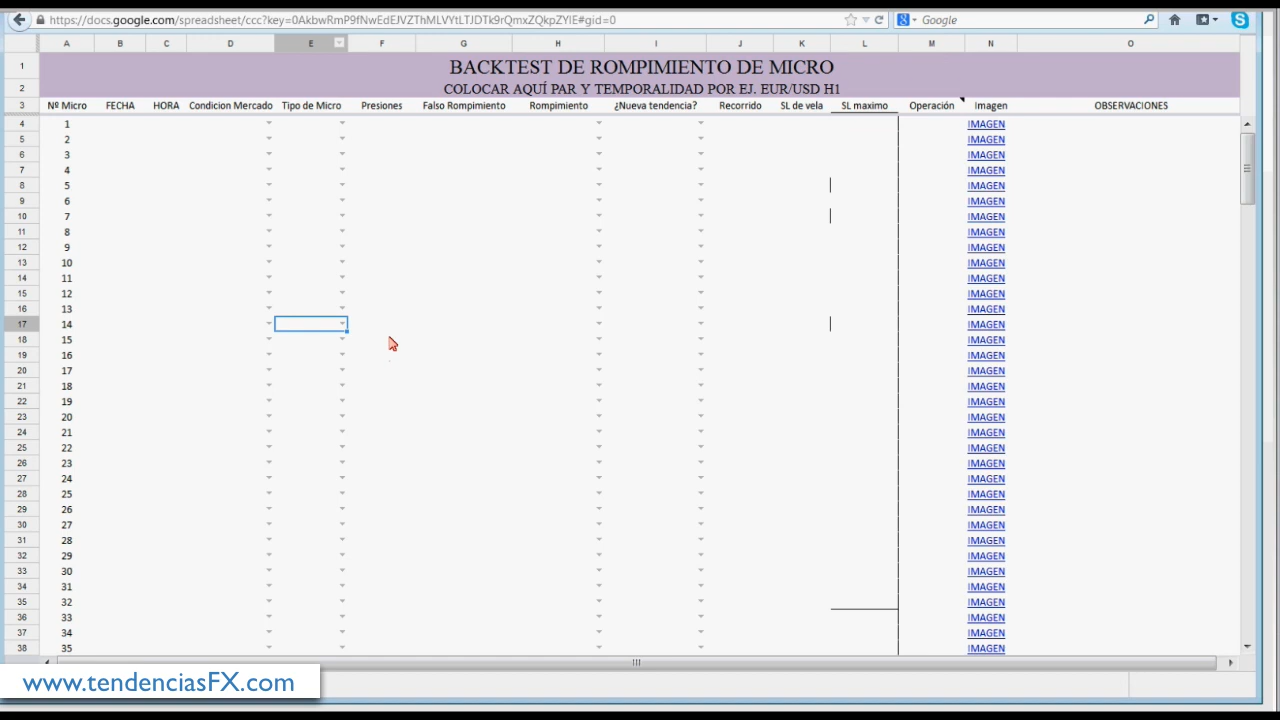 https://docs.google.com/spreadsheet/ccc?key=0AkbwRmP9fNwEdEJVZThMLVYtLTJDTk9rQmxZQkpZYlE#gid=0 Google
A B C D E F G H I J K L M N O
1 BACKTEST DE ROMPIMIENTO DE MICRO
2 COLOCAR AQUÍ PAR Y TEMPORALIDAD POR EJ. EUR/USD H1
3 Nº Micro FECHA HORA Condicion Mercado Tipo de Micro Presiones Falso Rompimiento Rompimiento ¿Nueva tendencia? Recorrido SL de vela SL maximo Operación Imagen OBSERVACIONES
4 1 IMAGEN
5 2 IMAGEN
6 3 IMAGEN
7 4 IMAGEN
8 5 IMAGEN
9 6 IMAGEN
10 7 IMAGEN
11 8 IMAGEN
12 9 IMAGEN
13 10 IMAGEN
14 11 IMAGEN
15 12 IMAGEN
16 13 IMAGEN
17 14 IMAGEN
18 15 IMAGEN
19 16 IMAGEN
20 17 IMAGEN
21 18 IMAGEN
22 19 IMAGEN
23 20 IMAGEN
24 21 IMAGEN
25 22 IMAGEN
26 23 IMAGEN
27 24 IMAGEN
28 25 IMAGEN
29 26 IMAGEN
30 27 IMAGEN
31 28 IMAGEN
32 29 IMAGEN
33 30 IMAGEN
34 31 IMAGEN
35 32 IMAGEN
36 33 IMAGEN
37 34 IMAGEN
38 35 IMAGEN
www.tendenciasFX.com